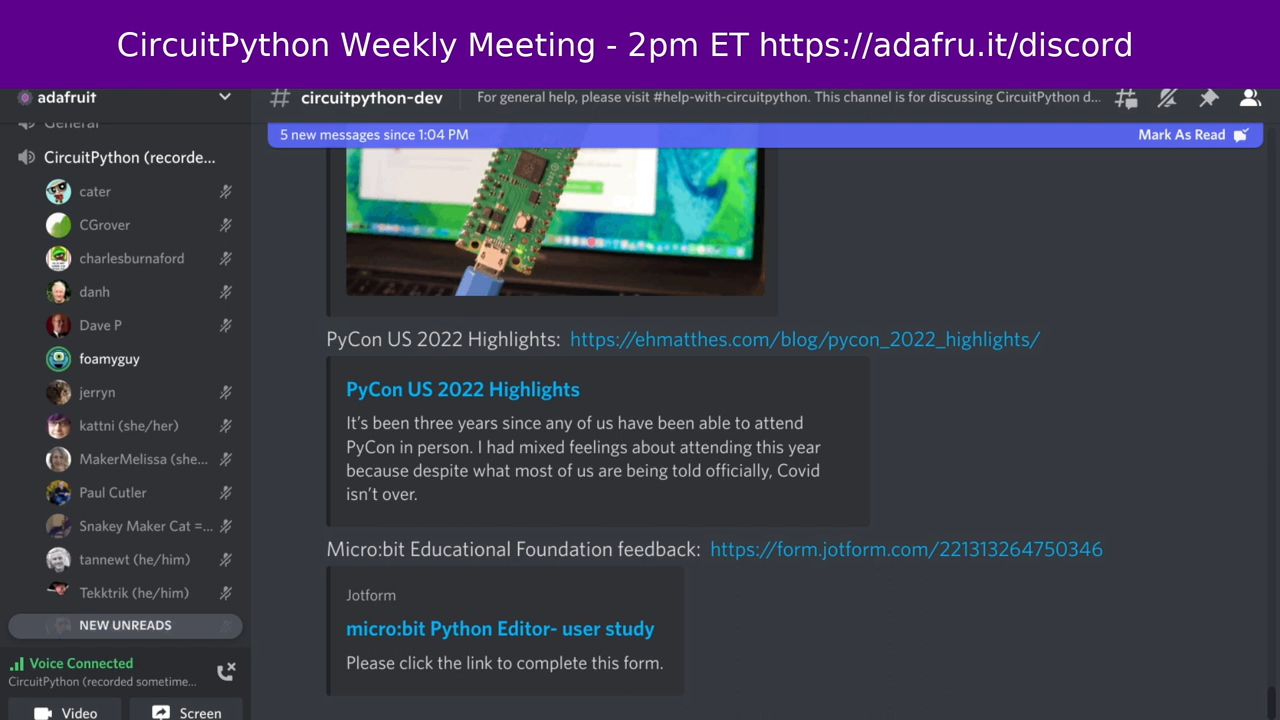 CircuitPython Weekly Meeting - 2pm ET https://adafru.it/discord
adafruit
# circuitpython-dev
For general help, please visit #help-with-circuitpython. This channel is for discussing CircuitPython d...
General
5 new messages since 1:04 PM
Mark As Read
CircuitPython (recorde...
cater
CGrover
charlesburnaford
danh
Dave P
foamyguy
jerryn
kattni (she/her)
MakerMelissa (she...
Paul Cutler
Snakey Maker Cat =...
tannewt (he/him)
Tekktrik (he/him)
NEW UNREADS
Voice Connected
CircuitPython (recorded sometime...
Video
Screen
PyCon US 2022 Highlights: https://ehmatthes.com/blog/pycon_2022_highlights/
PyCon US 2022 Highlights
It's been three years since any of us have been able to attend
PyCon in person. I had mixed feelings about attending this year
because despite what most of us are being told officially, Covid
isn't over.
Micro:bit Educational Foundation feedback: https://form.jotform.com/221313264750346
Jotform
micro:bit Python Editor- user study
Please click the link to complete this form.